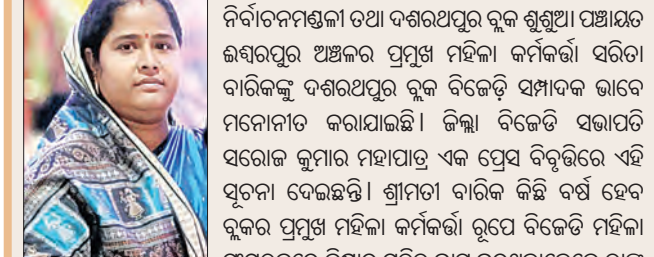 ନିର୍ବାଚନମଣ୍ଡଳୀ ତଥା ଦଶରଥପୁର ବ୍ଲକ ଶୁଶୁଆ ପଞ୍ଚାୟତ
ଈଶ୍ୱରପୁର ଅଞ୍ଚଳର ପ୍ରମୁଖ ମହିଳା କର୍ମକର୍ତ୍ତା ସରିତା
ବାରିକଙ୍କୁ ଦଶରଥପୁର ବ୍ଲକ ବିଜେଡ଼ି ସମ୍ପାଦକ ଭାବେ
ମନୋନୀତ କରାଯାଇଛି। ଜିଲ୍ଲା ବିଜେଡି ସଭାପତି
ସରୋଜ କୁମାର ମହାପାତ୍ର ଏକ ପ୍ରେସ ବିବୃତ୍ତିରେ ଏହି
ସୂଚନା ଦେଇଛନ୍ତି। ଶ୍ରୀମତୀ ବାରିକ କିଛି ବର୍ଷ ହେବ
ବ୍ଲକର ପ୍ରମୁଖ ମହିଳା କର୍ମକର୍ତ୍ତା ରୂପେ ବିଜେଡି ମହିଳା